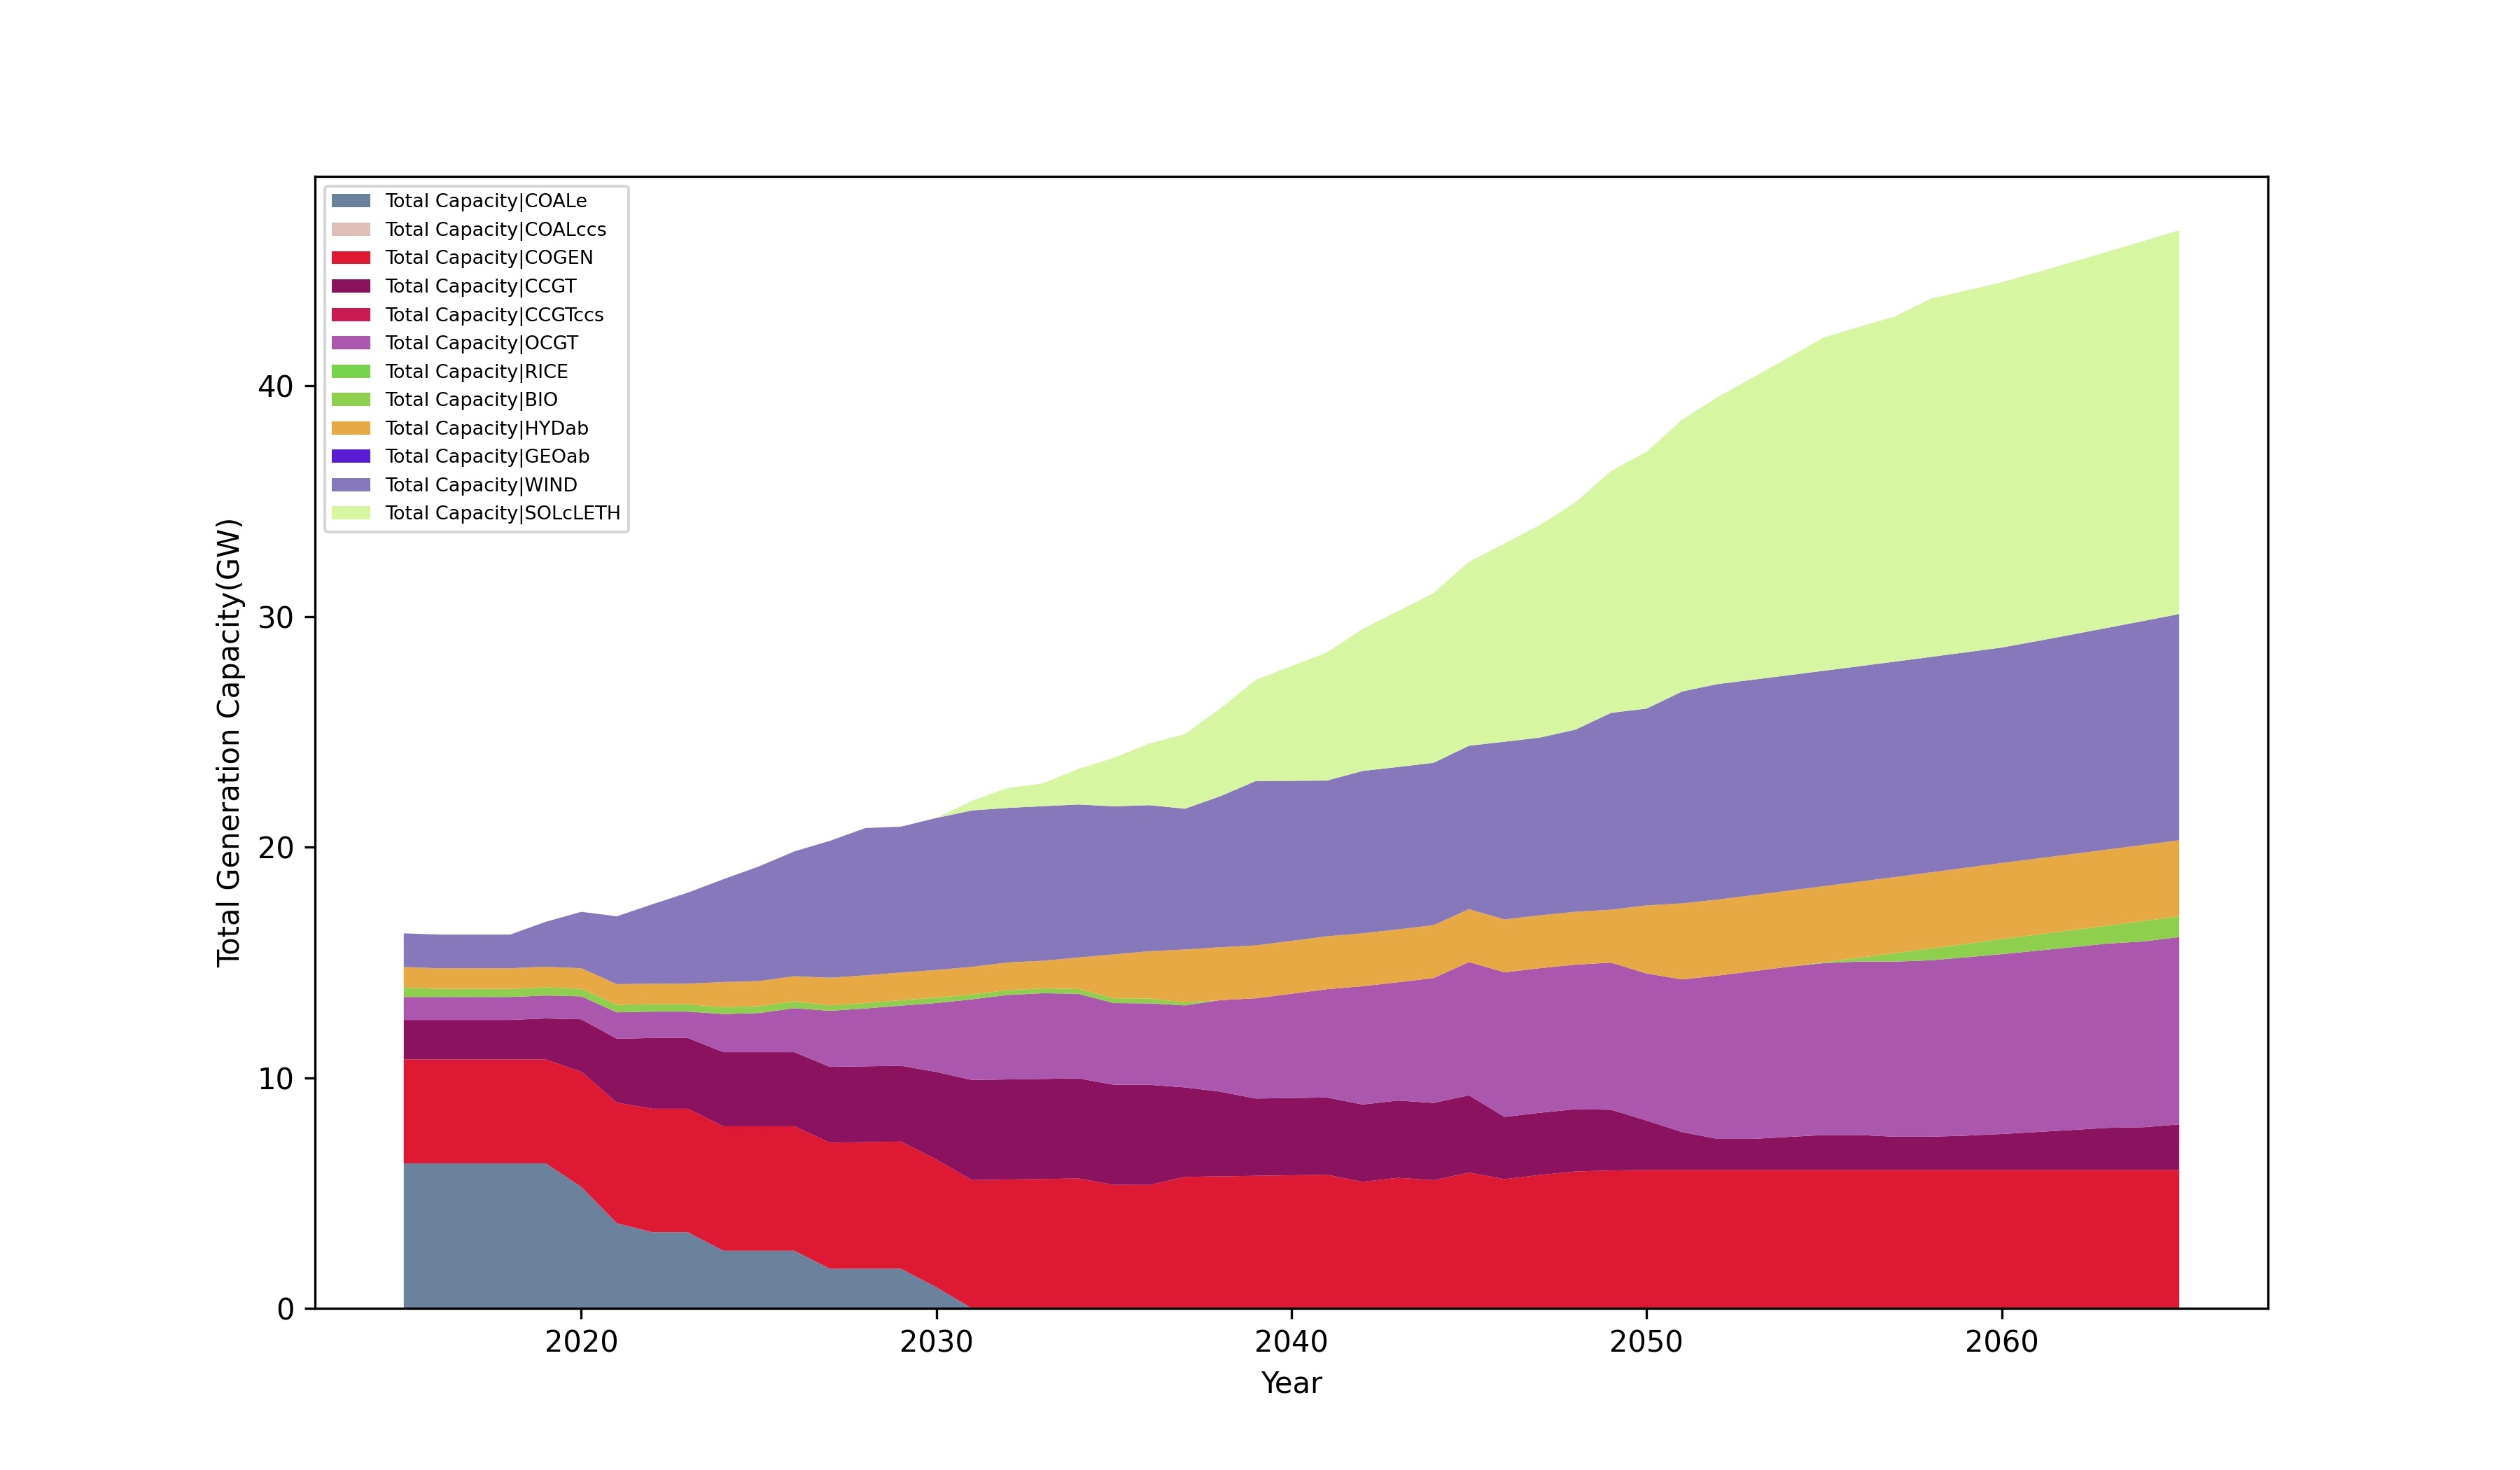 Total Capacity|COALe
Total Capacity|COALccs
Total Capacity|COGEN
Total Capacity|CCGT
Total Capacity|CCGTccs
Total Capacity|OCGT
Total Capacity|RICE
Total Capacity|BIO
Total Capacity|HYDab
Total Capacity|GEOab
Total Capacity|WIND
Total Capacity|SOLcLETH
Total Generation Capacity(GW)
40
30
20
10
0
2020 2030 2040 2050 2060
Year